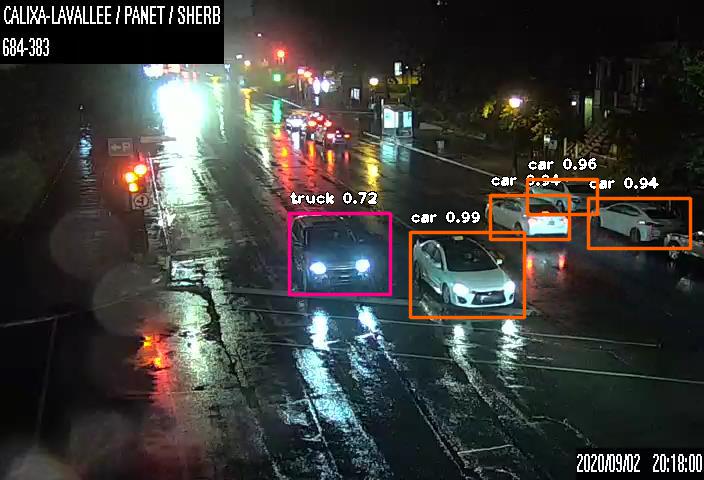 CALIXA-LAVALLEE / PANET / SHERB
684-383
car 0.96
car 0.94
car 0.94
truck 0.72
car 0.99
P
2020/09/02 20:18:00